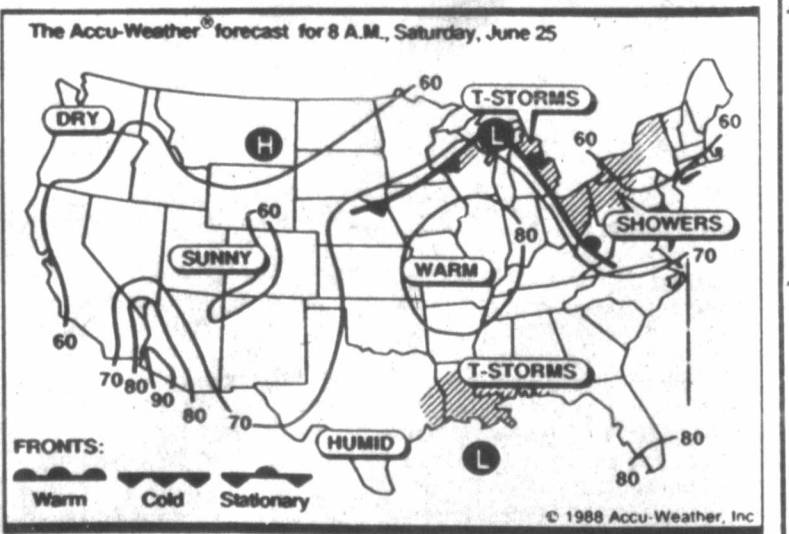 The Accu-Weather® forecast for 8 A.M., Saturday, June 25
60
T-STORMS
DRY
H
L
60
60
60
SHOWERS
80
SUNNY
WARM
70
60
70
80
90
80
70
T-STORMS
HUMID
L
80
80
FRONTS:
Warm
Cold
Stationary
© 1988 Accu-Weather, Inc